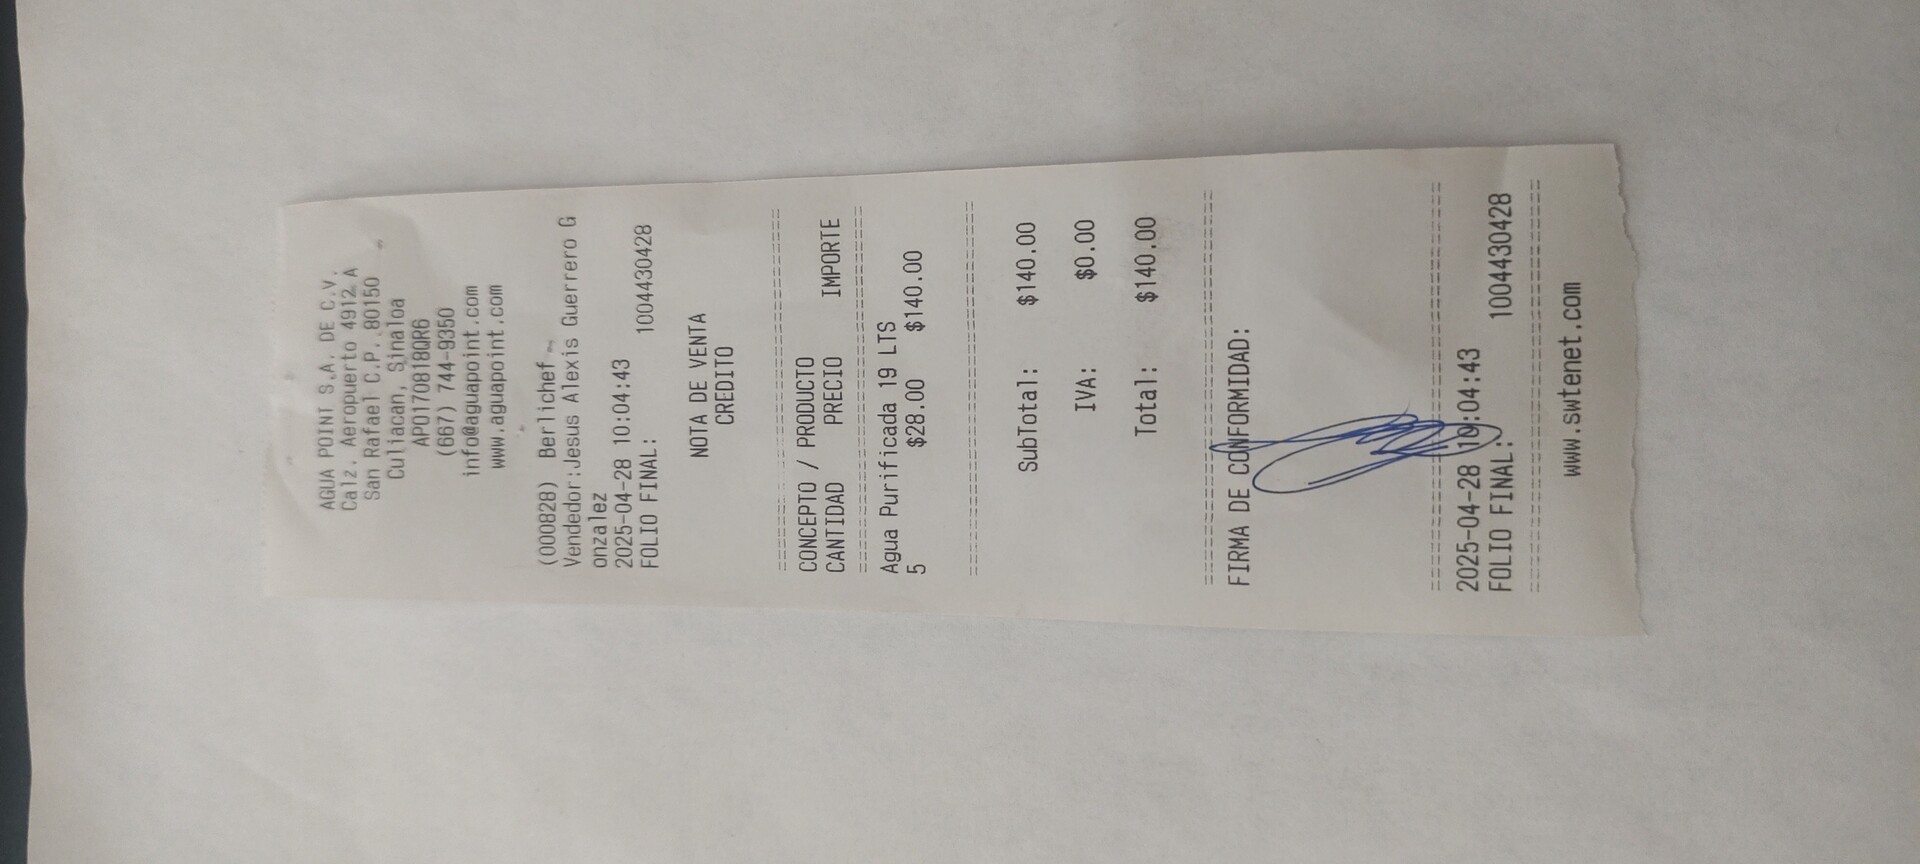 AGUA POINT S.A. DE C.V.
Calz. Aeropuerto 4912 A
San Rafael C.P. 80150
Culiacan, Sinaloa
APO170818QR6
(667) 744-9350
info@aguapoint.com
www.aguapoint.com
(000828) Berlichef
Vendedor:Jesus Alexis Guerrero G
onzalez
2025-04-28 10:04:43
FOLIO FINAL: 1004430428
NOTA DE VENTA
CREDITO
CONCEPTO / PRODUCTO
CANTIDAD PRECIO IMPORTE
Agua Purificada 19 LTS
5 $28.00 $140.00
SubTotal: $140.00
IVA: $0.00
Total: $140.00
FIRMA DE CONFORMIDAD:
2025-04-28 10:04:43
FOLIO FINAL: 1004430428
www.swtenet.com